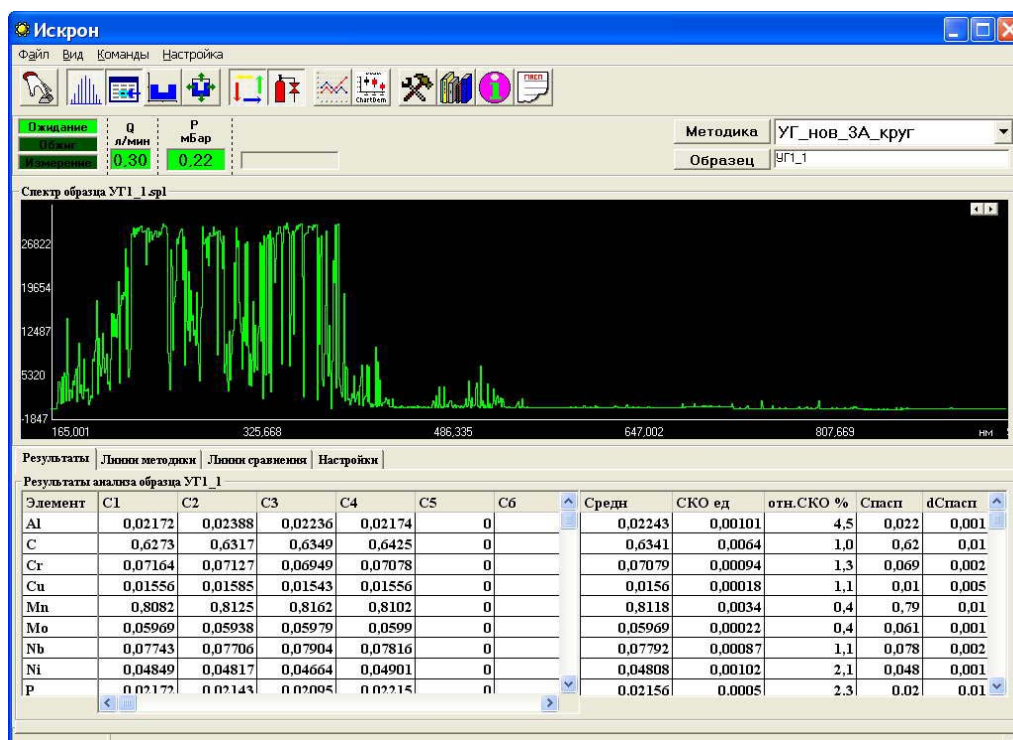 Искрон
Файл Вид Команды Настройка
ChartDem
ПАСП
Ожидание
Обжиг
Измерение
Q
л/мин
0,30
P
мБар
0,22
Методика УГ_нов_3А_круг
Образец УГ1_1
Спектр образца УГ1_1.spl
26822
19654
12487
5320
-1847
165,001 325,668 486,335 647,002 807,669 нм
Результаты Линии методики Линии сравнения Настройки
Результаты анализа образца УГ1_1
Элемент C1 C2 C3 C4 C5 C6 Средн СКО ед отн.СКО % Спасп dСпасп
Al 0,02172 0,02388 0,02236 0,02174 0 0,02243 0,00101 4,5 0,022 0,001
C 0,6273 0,6317 0,6349 0,6425 0 0,6341 0,0064 1,0 0,62 0,01
Cr 0,07164 0,07127 0,06949 0,07078 0 0,07079 0,00094 1,3 0,069 0,002
Cu 0,01556 0,01585 0,01543 0,01556 0 0,0156 0,00018 1,1 0,01 0,005
Mn 0,8082 0,8125 0,8162 0,8102 0 0,8118 0,0034 0,4 0,79 0,01
Mo 0,05969 0,05938 0,05979 0,0599 0 0,05969 0,00022 0,4 0,061 0,001
Nb 0,07743 0,07706 0,07904 0,07816 0 0,07792 0,00087 1,1 0,078 0,002
Ni 0,04849 0,04817 0,04664 0,04901 0 0,04808 0,00102 2,1 0,048 0,001
P 0,02172 0,02143 0,02095 0,02215 0 0,02156 0,0005 2,3 0,02 0,01